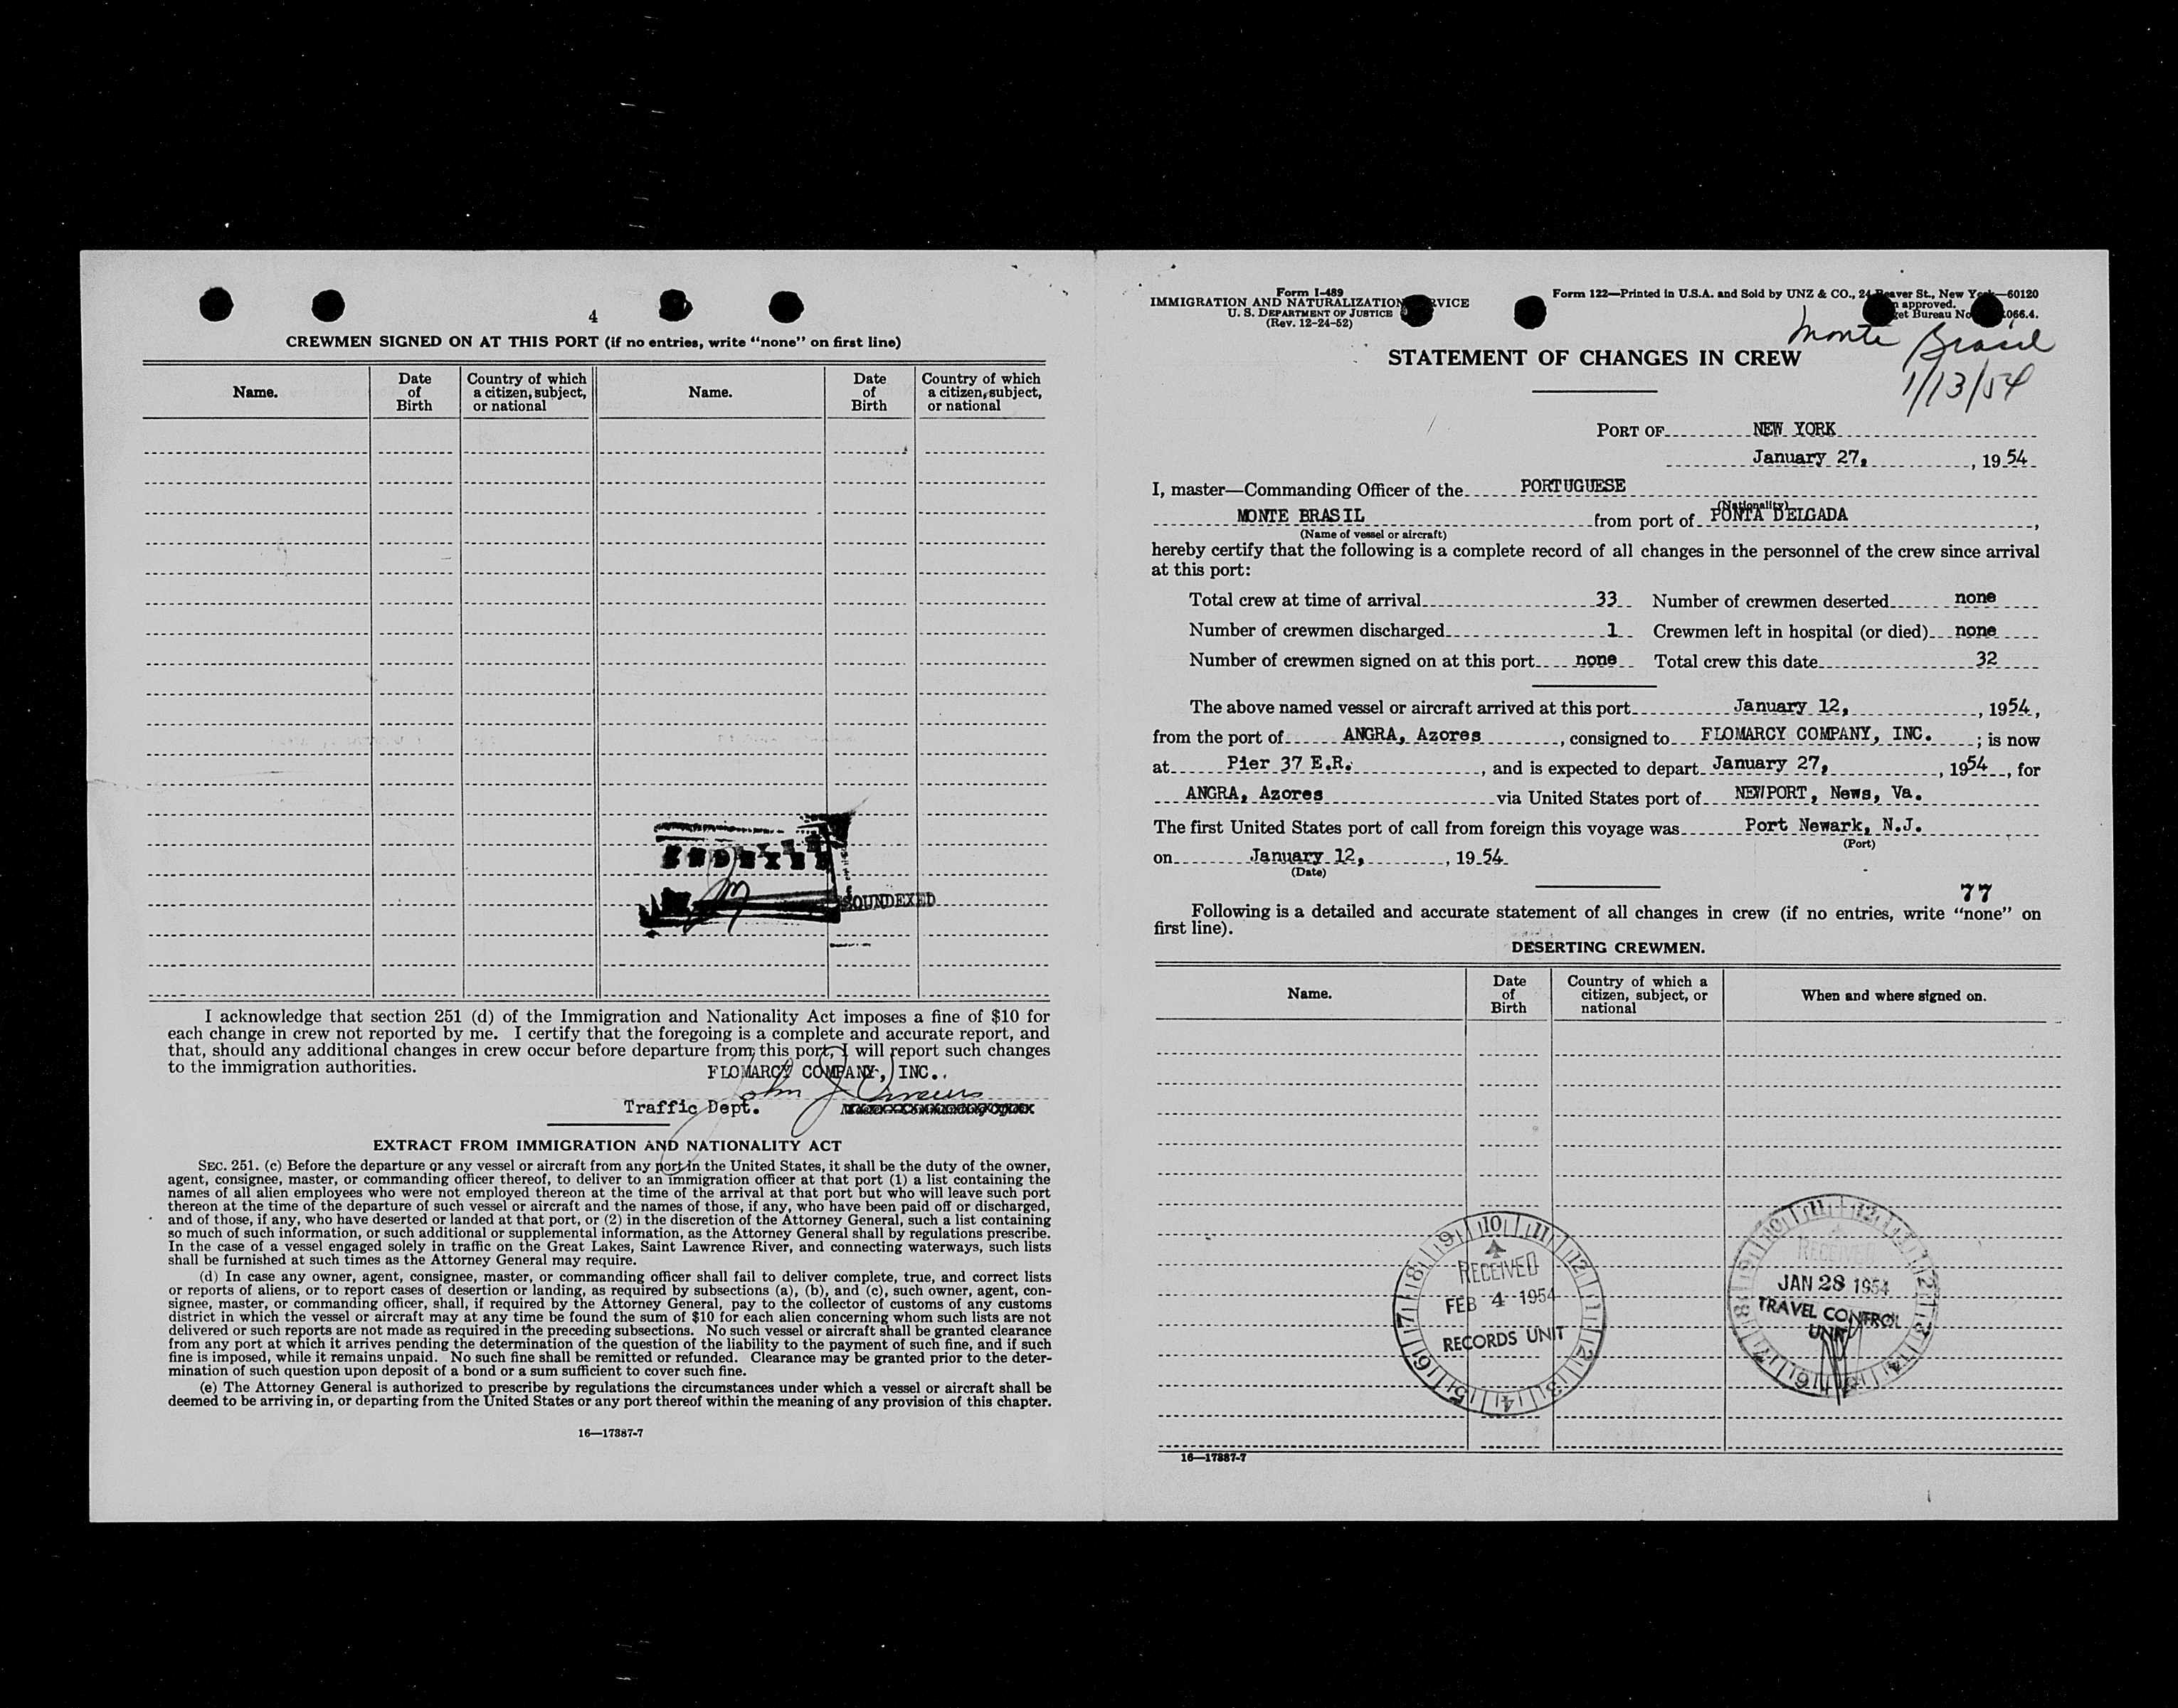 4
CREWMEN SIGNED ON AT THIS PORT (if no entries, write “none” on first line)
Name. Date of Birth Country of which a citizen, subject, or national Name. Date of Birth Country of which a citizen, subject, or national
INDEXED
SOUNDEXED
I acknowledge that section 251 (d) of the Immigration and Nationality Act imposes a fine of $10 for
each change in crew not reported by me. I certify that the foregoing is a complete and accurate report, and
that, should any additional changes in crew occur before departure from this port, I will report such changes
to the immigration authorities.
FLOMARCY COMPANY, INC.
John J.
Traffic Dept.
EXTRACT FROM IMMIGRATION AND NATIONALITY ACT
SEC. 251. (c) Before the departure or any vessel or aircraft from any port in the United States, it shall be the duty of the owner,
agent, consignee, master, or commanding officer thereof, to deliver to an immigration officer at that port (1) a list containing the
names of all alien employees who were not employed thereon at the time of the arrival at that port but who will leave such port
thereon at the time of the departure of such vessel or aircraft and the names of those, if any, who have been paid off or discharged,
and of those, if any, who have deserted or landed at that port, or (2) in the discretion of the Attorney General, such a list containing
so much of such information, or such additional or supplemental information, as the Attorney General shall by regulations prescribe.
In the case of a vessel engaged solely in traffic on the Great Lakes, Saint Lawrence River, and connecting waterways, such lists
shall be furnished at such times as the Attorney General may require.
(d) In case any owner, agent, consignee, master, or commanding officer shall fail to deliver complete, true, and correct lists
or reports of aliens, or to report cases of desertion or landing, as required by subsections (a), (b), and (c), such owner, agent, con-
signee, master, or commanding officer, shall, if required by the Attorney General, pay to the collector of customs of any customs
district in which the vessel or aircraft may at any time be found the sum of $10 for each alien concerning whom such lists are not
delivered or such reports are not made as required in the preceding subsections. No such vessel or aircraft shall be granted clearance
from any port at which it arrives pending the determination of the question of the liability to the payment of such fine, and if such
fine is imposed, while it remains unpaid. No such fine shall be remitted or refunded. Clearance may be granted prior to the deter-
mination of such question upon deposit of a bond or a sum sufficient to cover such fine.
(e) The Attorney General is authorized to prescribe by regulations the circumstances under which a vessel or aircraft shall be
deemed to be arriving in, or departing from the United States or any port thereof within the meaning of any provision of this chapter.
16—17387-7
Form I-489
IMMIGRATION AND NATURALIZATION SERVICE
U. S. DEPARTMENT OF JUSTICE
(Rev. 12-24-52)
Form 122—Printed in U.S.A. and Sold by UNZ & CO., 24 Beaver St., New York—60120
approved.
Bureau No. 066.4.
Monte Brasil
1/13/54
STATEMENT OF CHANGES IN CREW
PORT OF NEW YORK
January 27, , 19 54
I, master—Commanding Officer of the PORTUGUESE
(Nationality)
MONTE BRASIL from port of PONTA DELGADA ,
(Name of vessel or aircraft)
hereby certify that the following is a complete record of all changes in the personnel of the crew since arrival
at this port:
Total crew at time of arrival 33 Number of crewmen deserted none
Number of crewmen discharged 1 Crewmen left in hospital (or died) none
Number of crewmen signed on at this port none Total crew this date 32
The above named vessel or aircraft arrived at this port January 12, , 1954,
from the port of ANGRA, Azores , consigned to FLOMARCY COMPANY, INC. ; is now
at Pier 37 E.R. , and is expected to depart January 27, , 1954 , for
ANGRA, Azores via United States port of NEWPORT, News, Va.
The first United States port of call from foreign this voyage was Port Newark, N.J.
(Port)
on January 12, , 19 54
(Date)
77
Following is a detailed and accurate statement of all changes in crew (if no entries, write “none” on
first line).
DESERTING CREWMEN.
Name. Date of Birth Country of which a citizen, subject, or national When and where signed on.
RECEIVED
FEB 4 1954
RECORDS UNIT
RECEIVED
JAN 28 1954
TRAVEL CONTROL
UNIT
16—17387-7